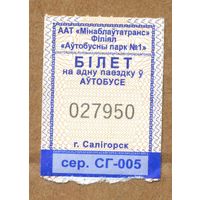 ААТ «Мінаблаўтатранс»
Філіял
«Аўтобусны парк №1»
БІЛЕТ
на адну паездку ў
АЎТОБУСЕ
027950
г. Салігорск
сер. СГ-005